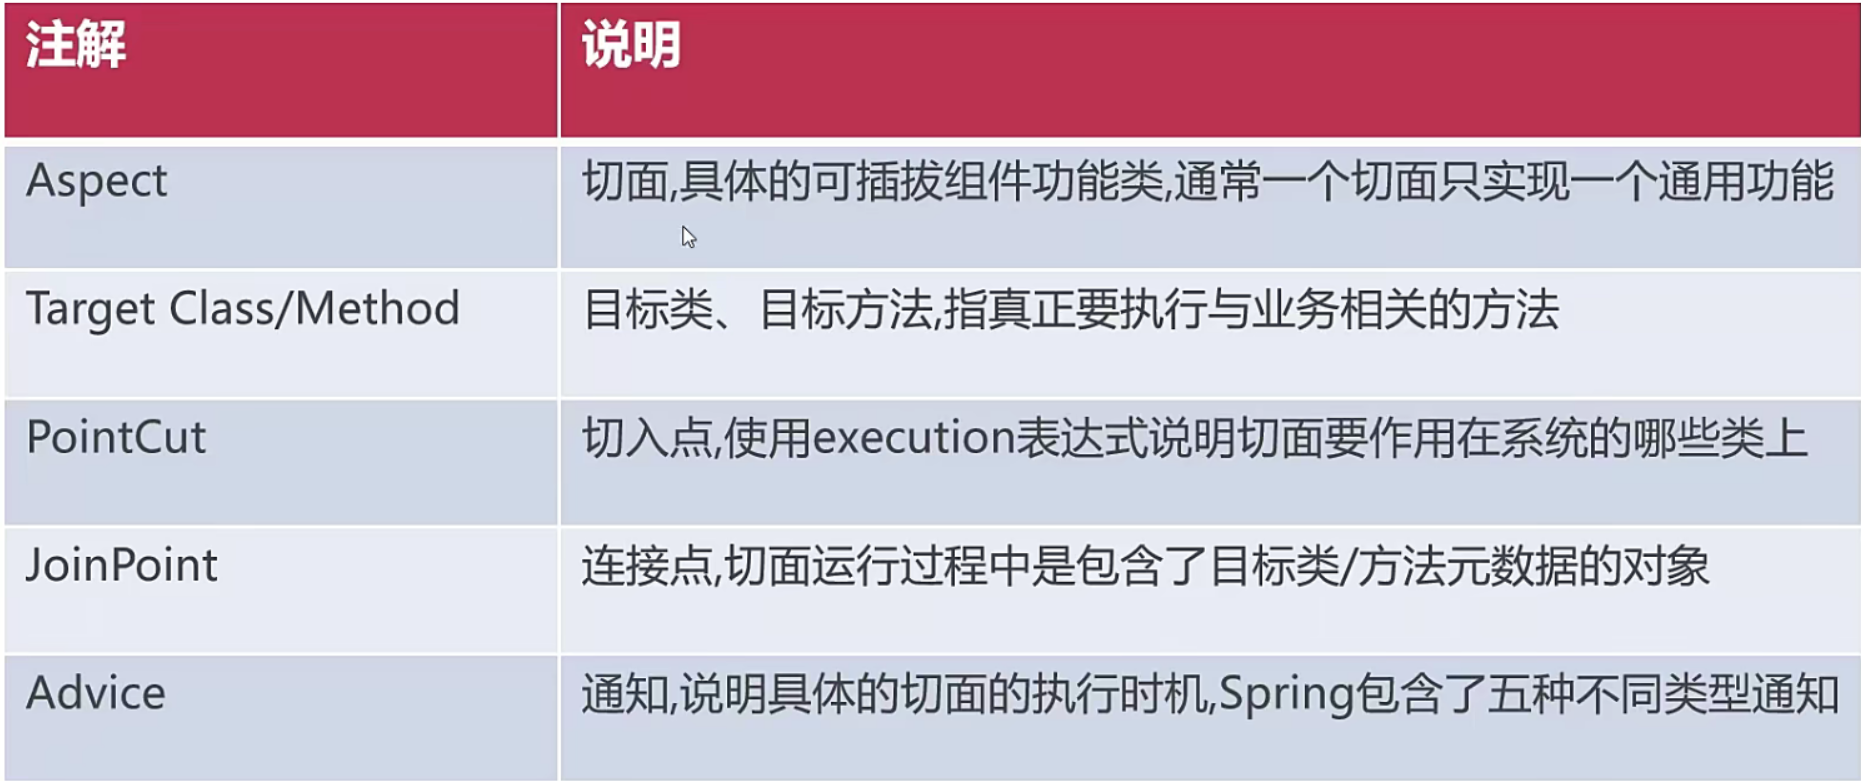 注解
说明
Aspect
切面,具体的可插拔组件功能类,通常一个切面只实现一个通用功能
Target Class/Method
目标类、目标方法,指真正要执行与业务相关的方法
PointCut
切入点,使用execution表达式说明切面要作用在系统的哪些类上
JoinPoint
连接点,切面运行过程中是包含了目标类/方法元数据的对象
Advice
通知,说明具体的切面的执行时机,Spring包含了五种不同类型通知